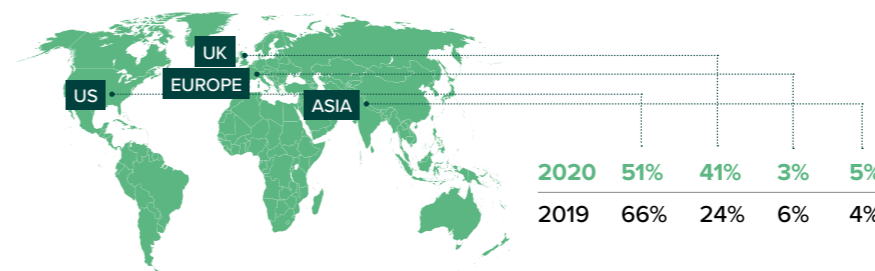 UK
EUROPE
US
ASIA
2020 51% 41% 3% 5%
2019 66% 24% 6% 4%